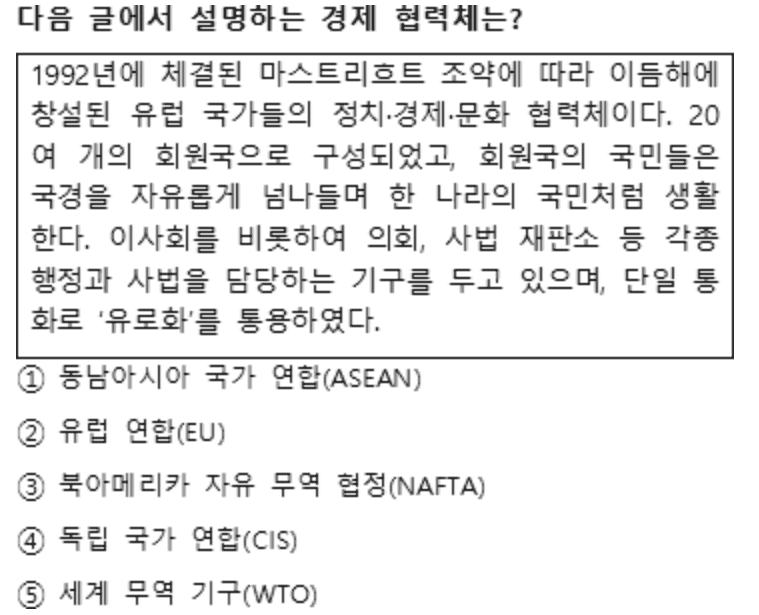 다음 글에서 설명하는 경제 협력체는?
1992년에 체결된 마스트리흐트 조약에 따라 이듬해에
창설된 유럽 국가들의 정치·경제·문화 협력체이다. 20
여 개의 회원국으로 구성되었고, 회원국의 국민들은
국경을 자유롭게 넘나들며 한 나라의 국민처럼 생활
한다. 이사회를 비롯하여 의회, 사법 재판소 등 각종
행정과 사법을 담당하는 기구를 두고 있으며, 단일 통
화로 ‘유로화’를 통용하였다.
① 동남아시아 국가 연합(ASEAN)
② 유럽 연합(EU)
③ 북아메리카 자유 무역 협정(NAFTA)
④ 독립 국가 연합(CIS)
⑤ 세계 무역 기구(WTO)